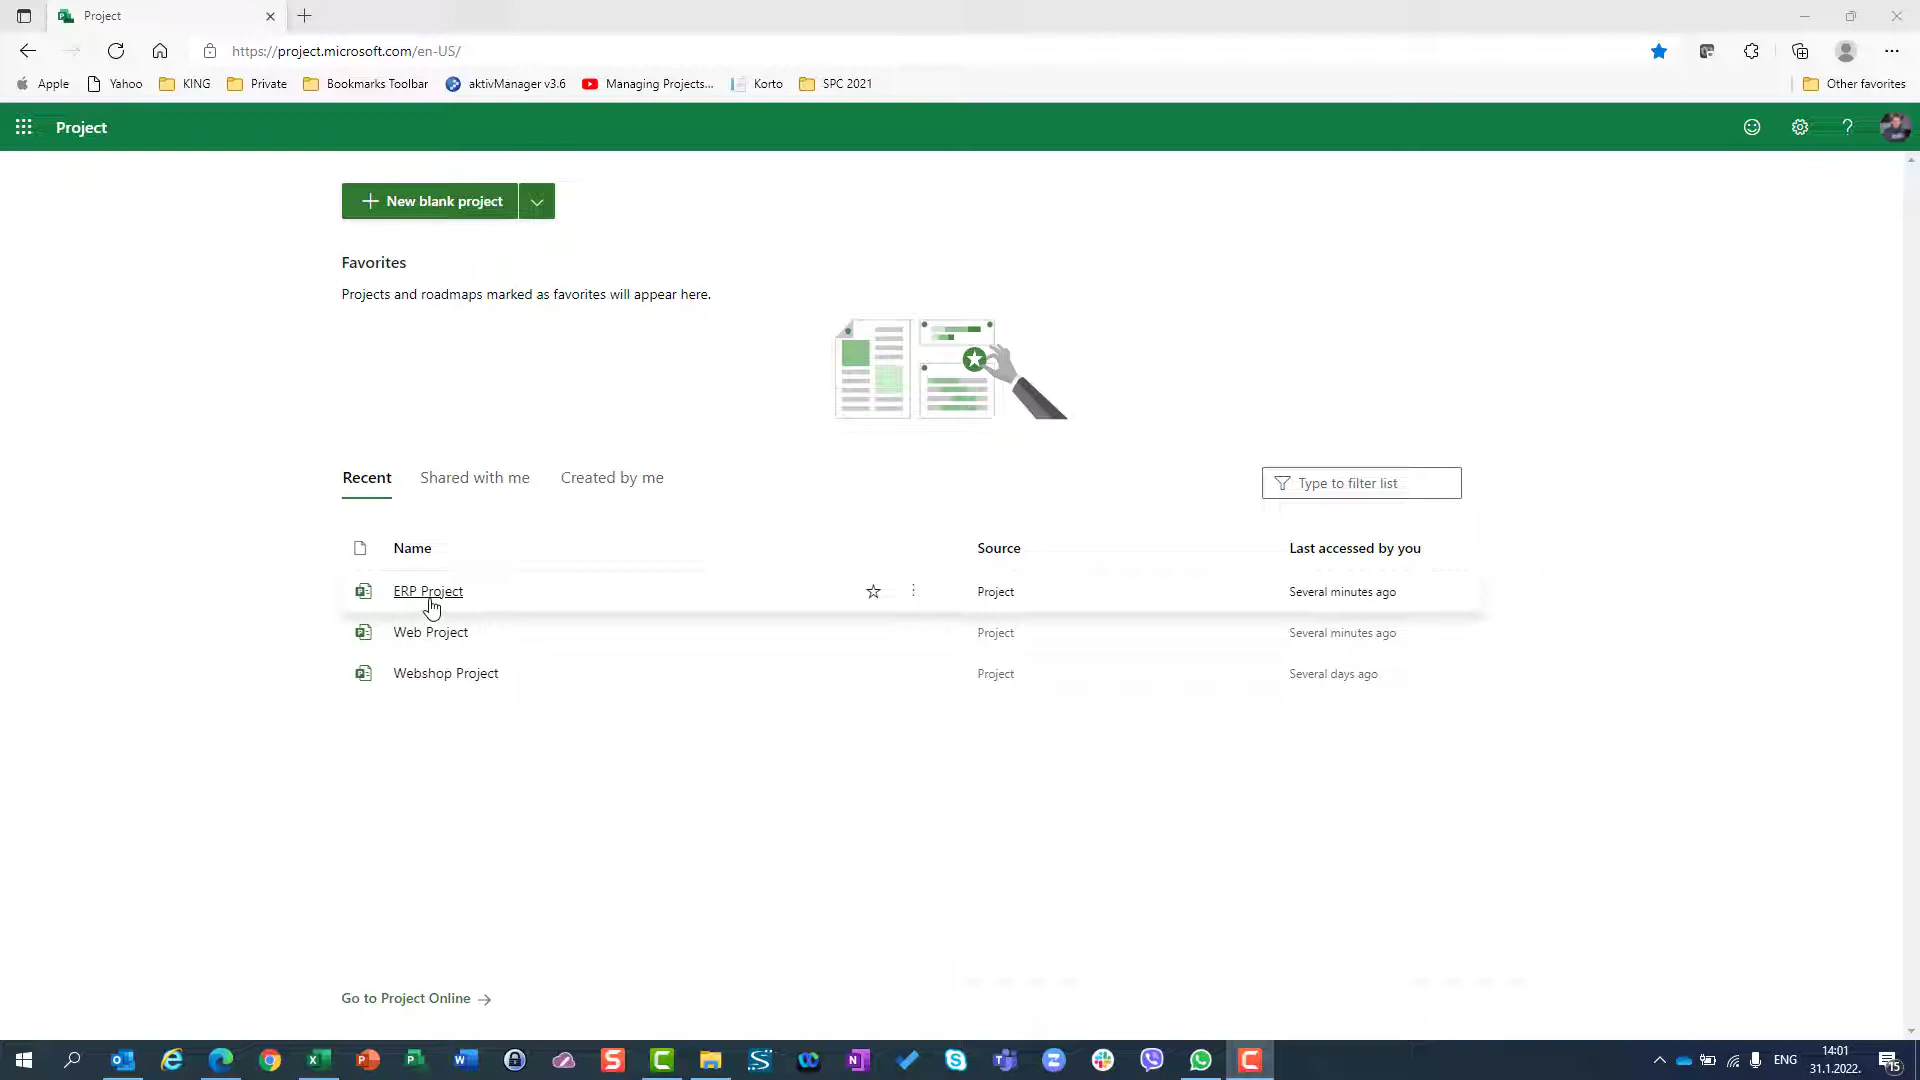 Project
https://project.microsoft.com/en-US/
Apple
Yahoo
KING
Private
Bookmarks Toolbar
aktivManager v3.6
Managing Projects...
Korto
SPC 2021
Other favorites
Project
?
New blank project
Favorites
Projects and roadmaps marked as favorites will appear here.
Recent
Shared with me
Created by me
Type to filter list
Name
Source
Last accessed by you
ERP Project
Project
Several minutes ago
Web Project
Project
Several minutes ago
Webshop Project
Project
Several days ago
Go to Project Online
ENG
14:01
31.1.2022.
15